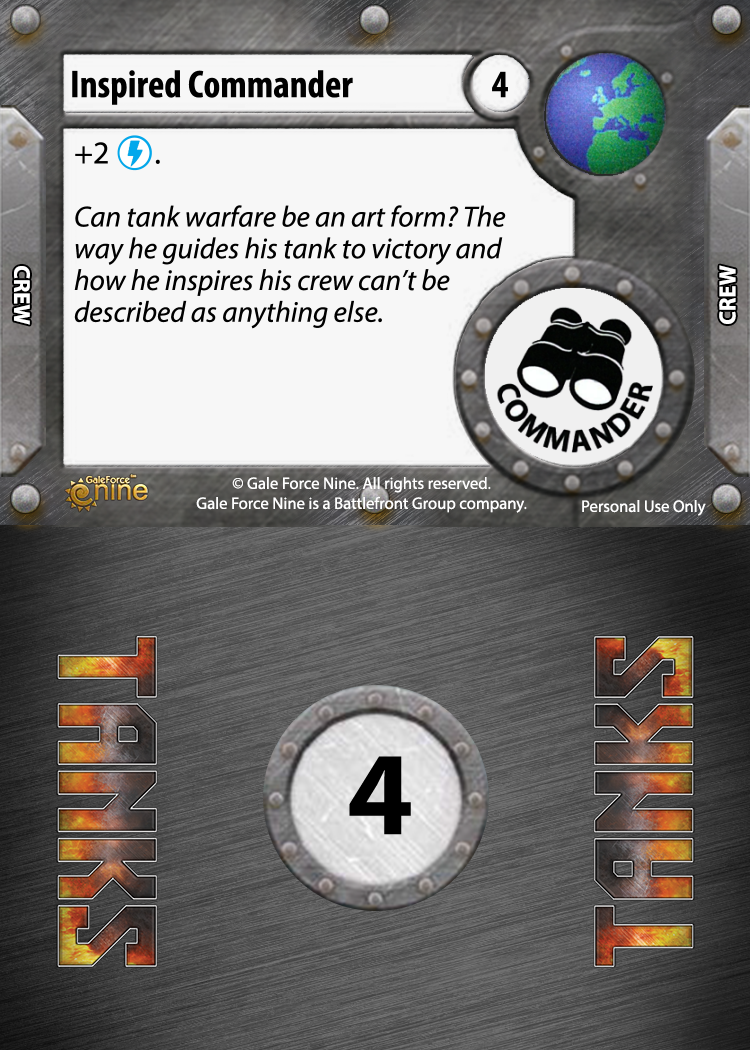 Inspired Commander
4
+2 .
Can tank warfare be an art form? The
way he guides his tank to victory and
how he inspires his crew can't be
described as anything else.
CREW
CREW
COMMANDER
GaleForce™
nine
© Gale Force Nine. All rights reserved.
Gale Force Nine is a Battlefront Group company.
Personal Use Only
TANKS
4
TANKS